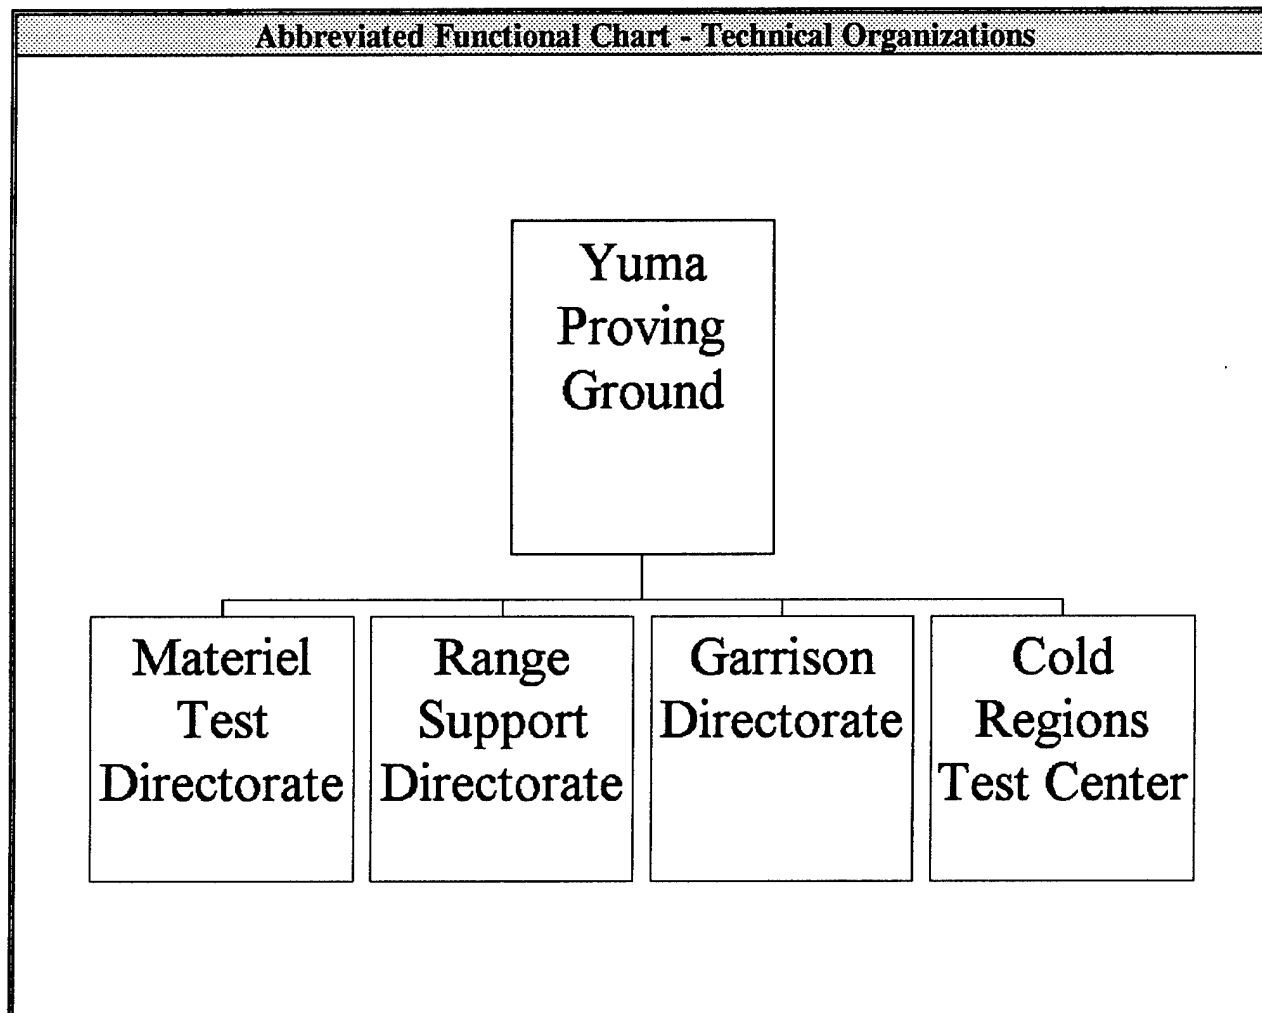 Abbreviated Functional Chart - Technical Organizations
Yuma
Proving
Ground
Materiel
Test
Directorate
Range
Support
Directorate
Garrison
Directorate
Cold
Regions
Test Center